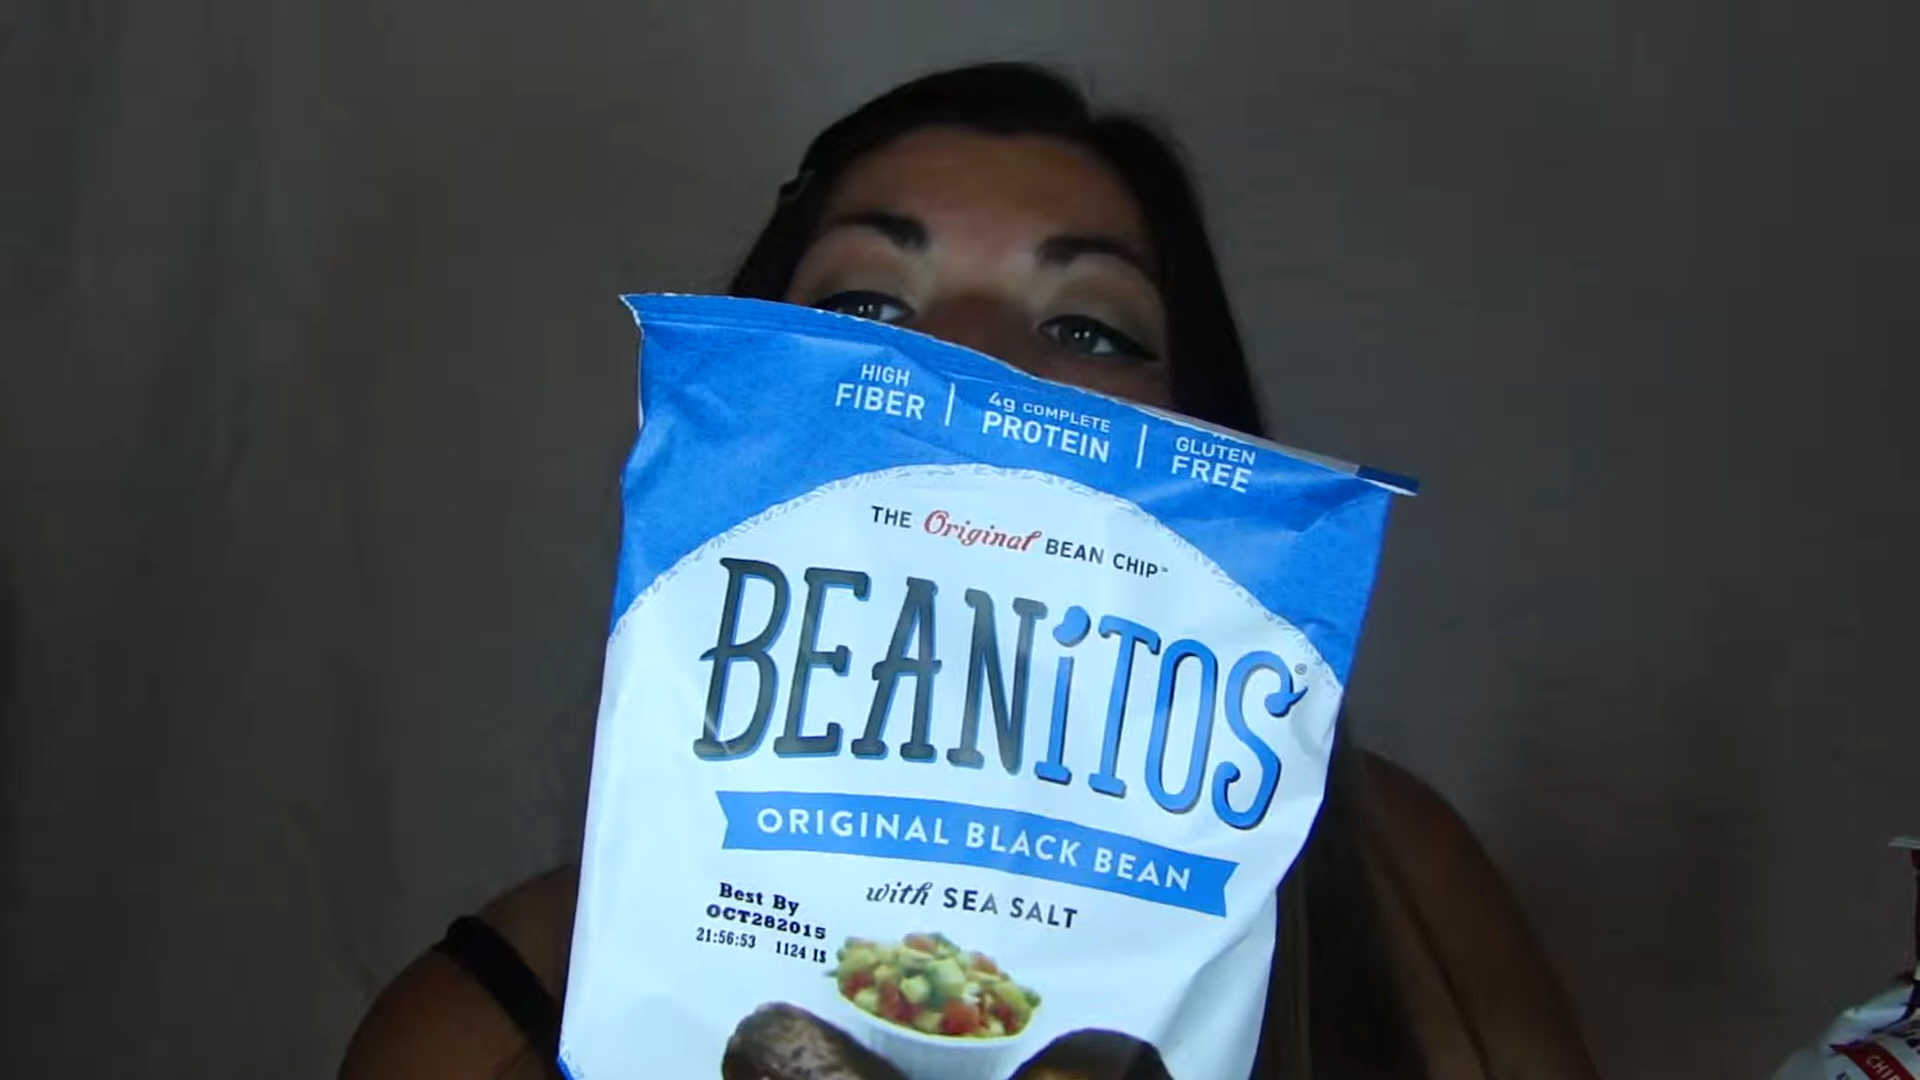 HIGH
FIBER
4g COMPLETE
PROTEIN
GLUTEN
FREE
THE Original BEAN CHIP™
BEANiTOS®
ORIGINAL BLACK BEAN
with SEA SALT
Best By
OCT282015
21:56:53 1124 IS
CHIP